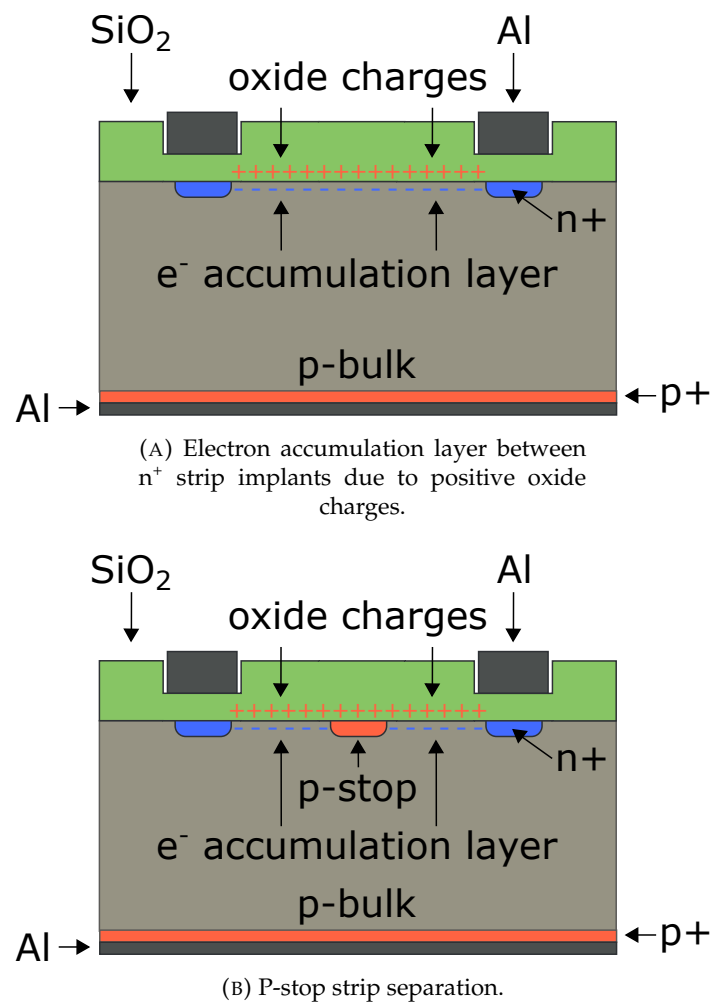 SiO₂ Al
oxide charges
+ + + + + + + + + + + + + + + +
- - - - - - - - - - - - - - - -
n+
e⁻ accumulation layer
p-bulk
Al p+
(A) Electron accumulation layer between
n⁺ strip implants due to positive oxide
charges.
SiO₂ Al
oxide charges
+ + + + + + + + + + + + + + + +
n+
p-stop
e⁻ accumulation layer
p-bulk
Al p+
(B) P-stop strip separation.